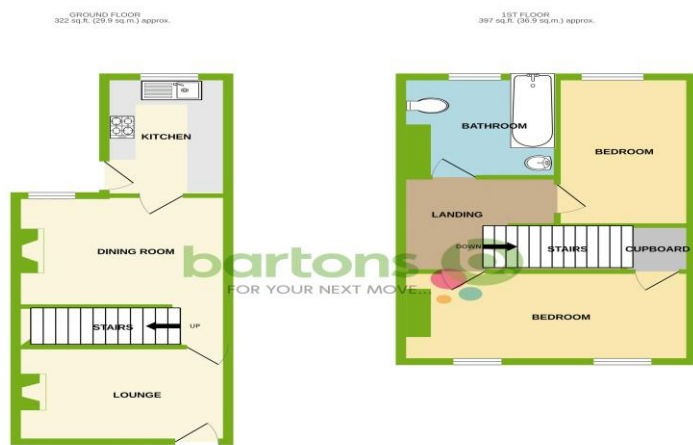 GROUND FLOOR
322 sq.ft. (29.9 sq.m.) approx.
KITCHEN
DINING ROOM
STAIRS
UP
LOUNGE
1ST FLOOR
397 sq.ft. (36.9 sq.m.) approx.
BATHROOM
BEDROOM
LANDING
DOWN
STAIRS
CUPBOARD
BEDROOM
bartons
FOR YOUR NEXT MOVE...